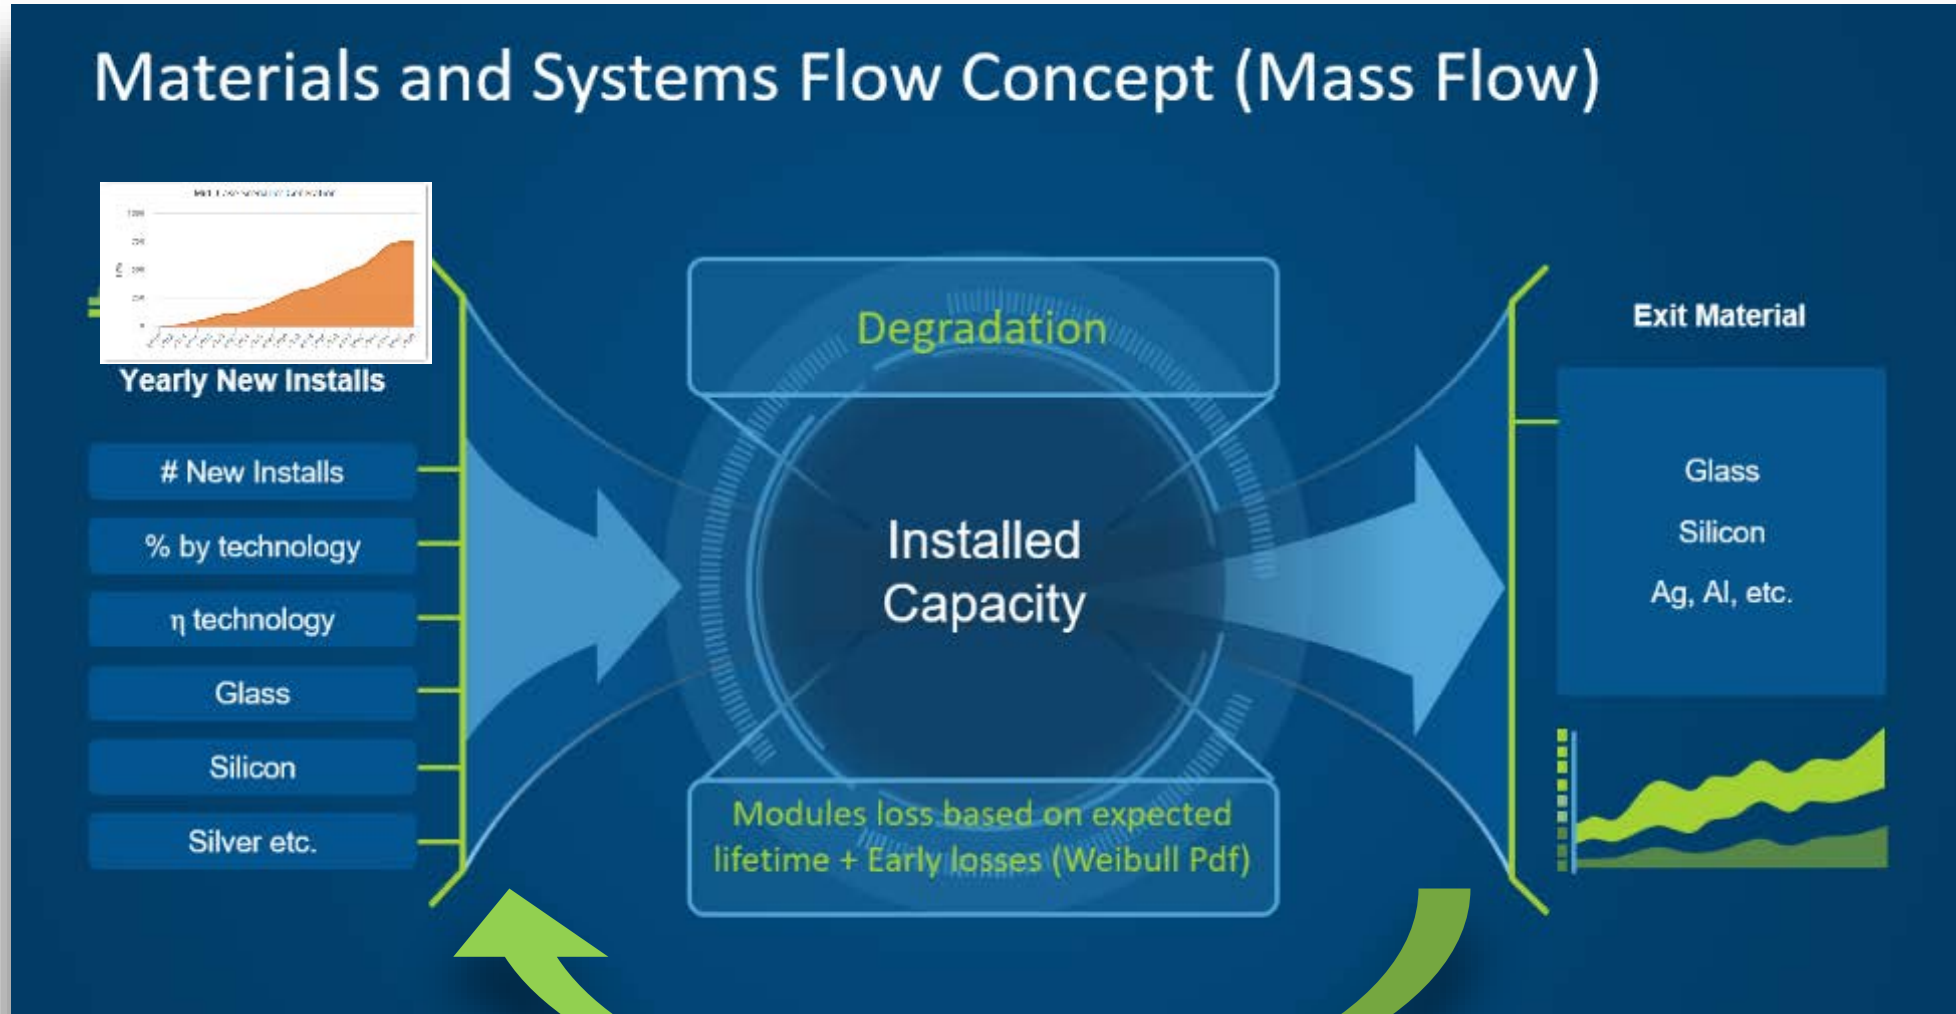 Materials and Systems Flow Concept (Mass Flow)
Yearly New Installs
# New Installs
% by technology
η technology
Glass
Silicon
Silver etc.
Degradation
Installed
Capacity
Modules loss based on expected
lifetime + Early losses (Weibull Pdf)
Exit Material
Glass
Silicon
Ag, Al, etc.